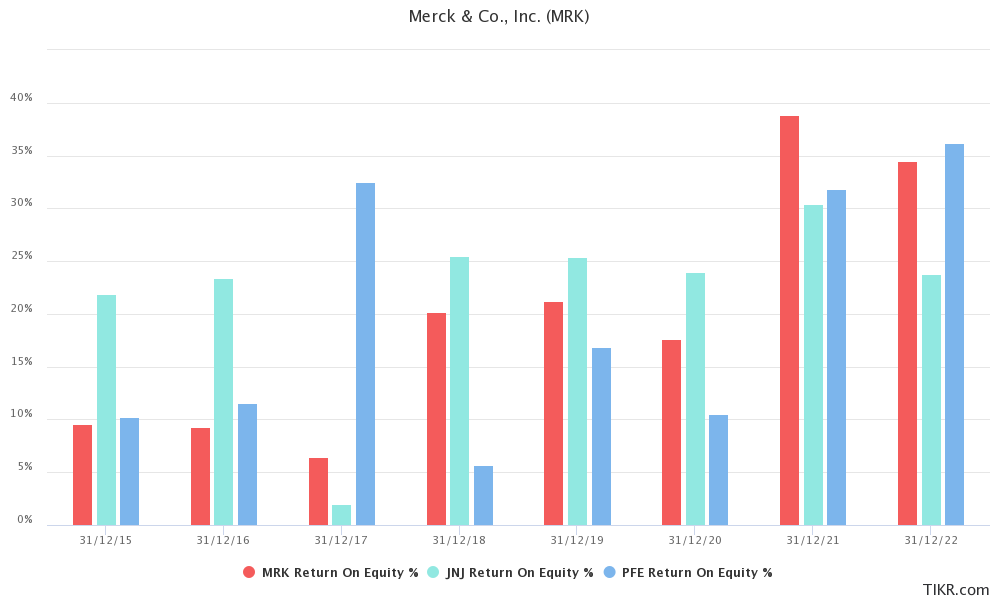 Merck & Co., Inc. (MRK)
40%
35%
30%
25%
20%
15%
10%
5%
0%
31/12/15 31/12/16 31/12/17 31/12/18 31/12/19 31/12/20 31/12/21 31/12/22
MRK Return On Equity % JNJ Return On Equity % PFE Return On Equity %
TIKR.com